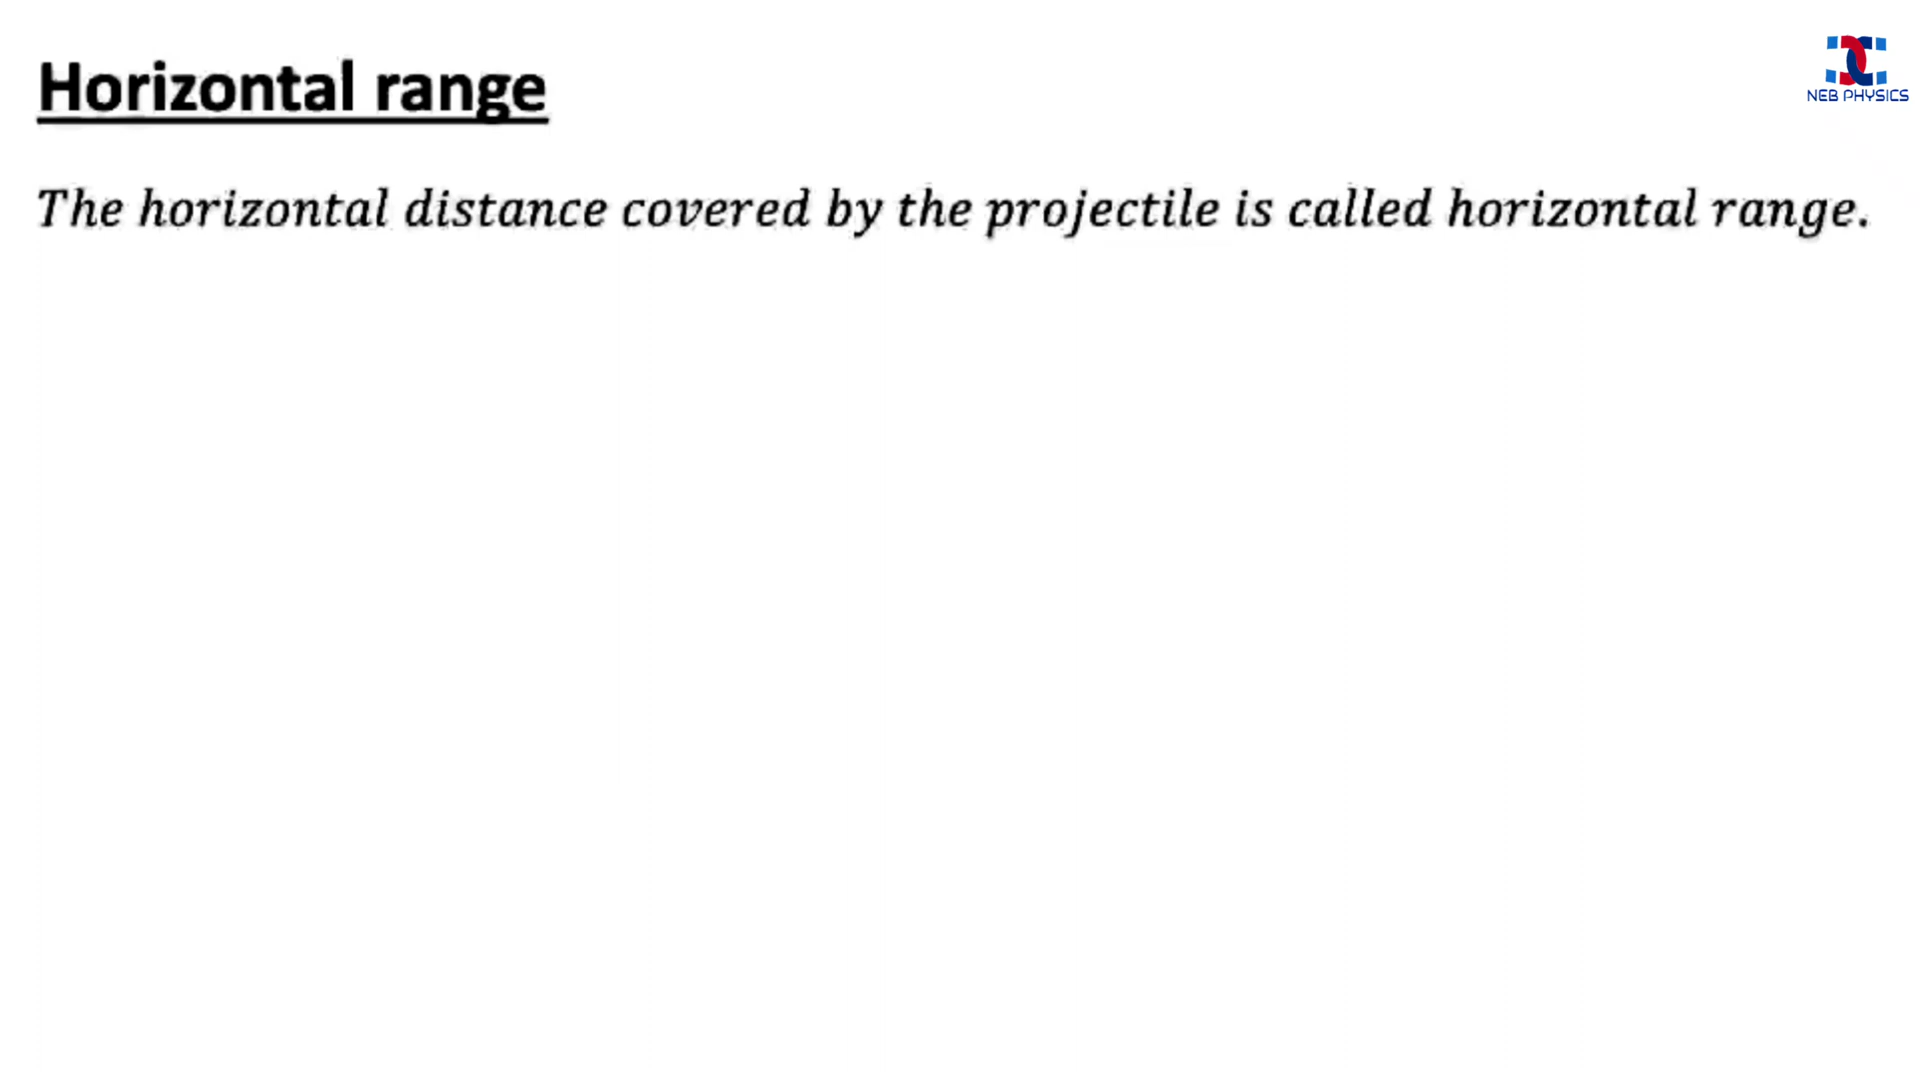 Horizontal range
NEB PHYSICS
The horizontal distance covered by the projectile is called horizontal range.